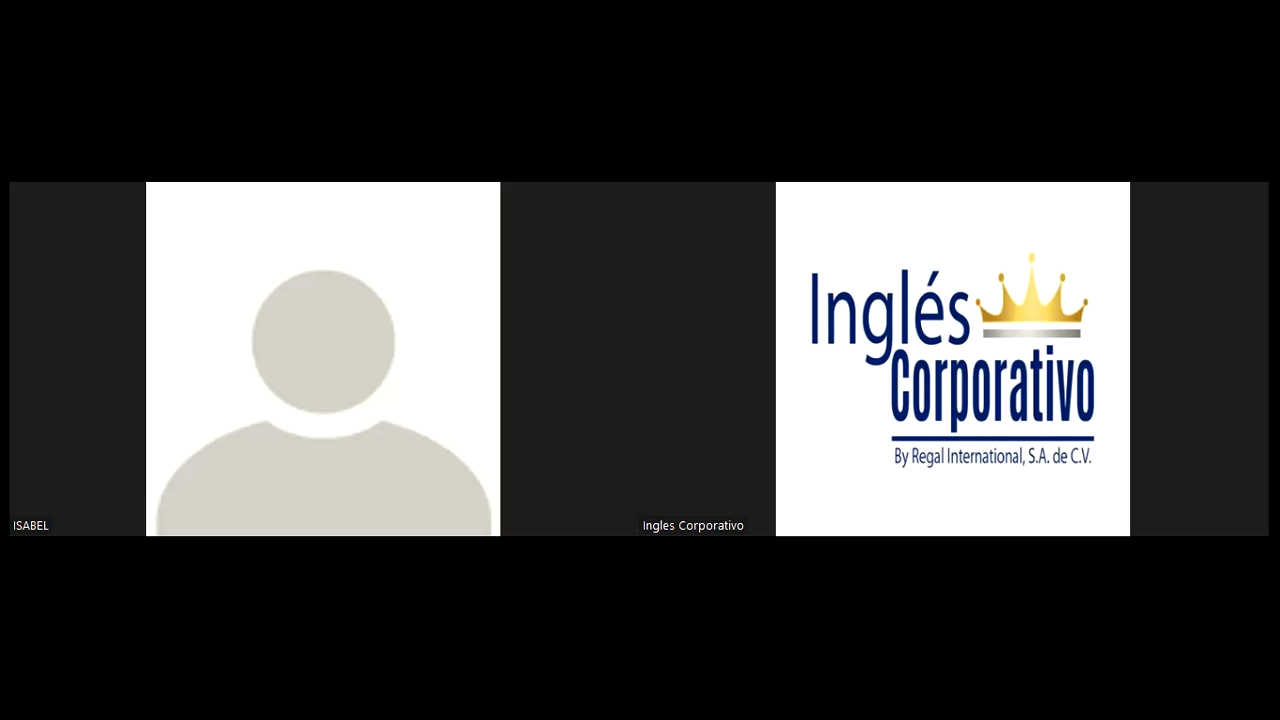 Inglés
Corporativo
By Regal International, S.A. de C.V.
ISABEL
Ingles Corporativo